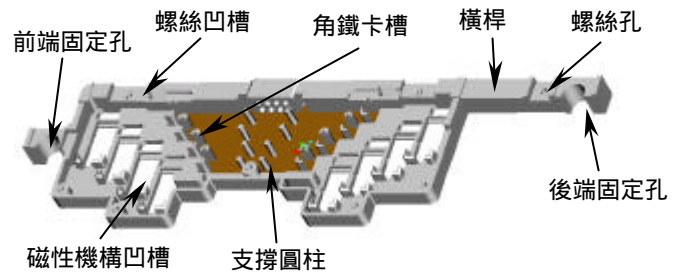 前端固定孔
螺絲凹槽
角鐵卡槽
橫桿
螺絲孔
後端固定孔
磁性機構凹槽
支撐圓柱